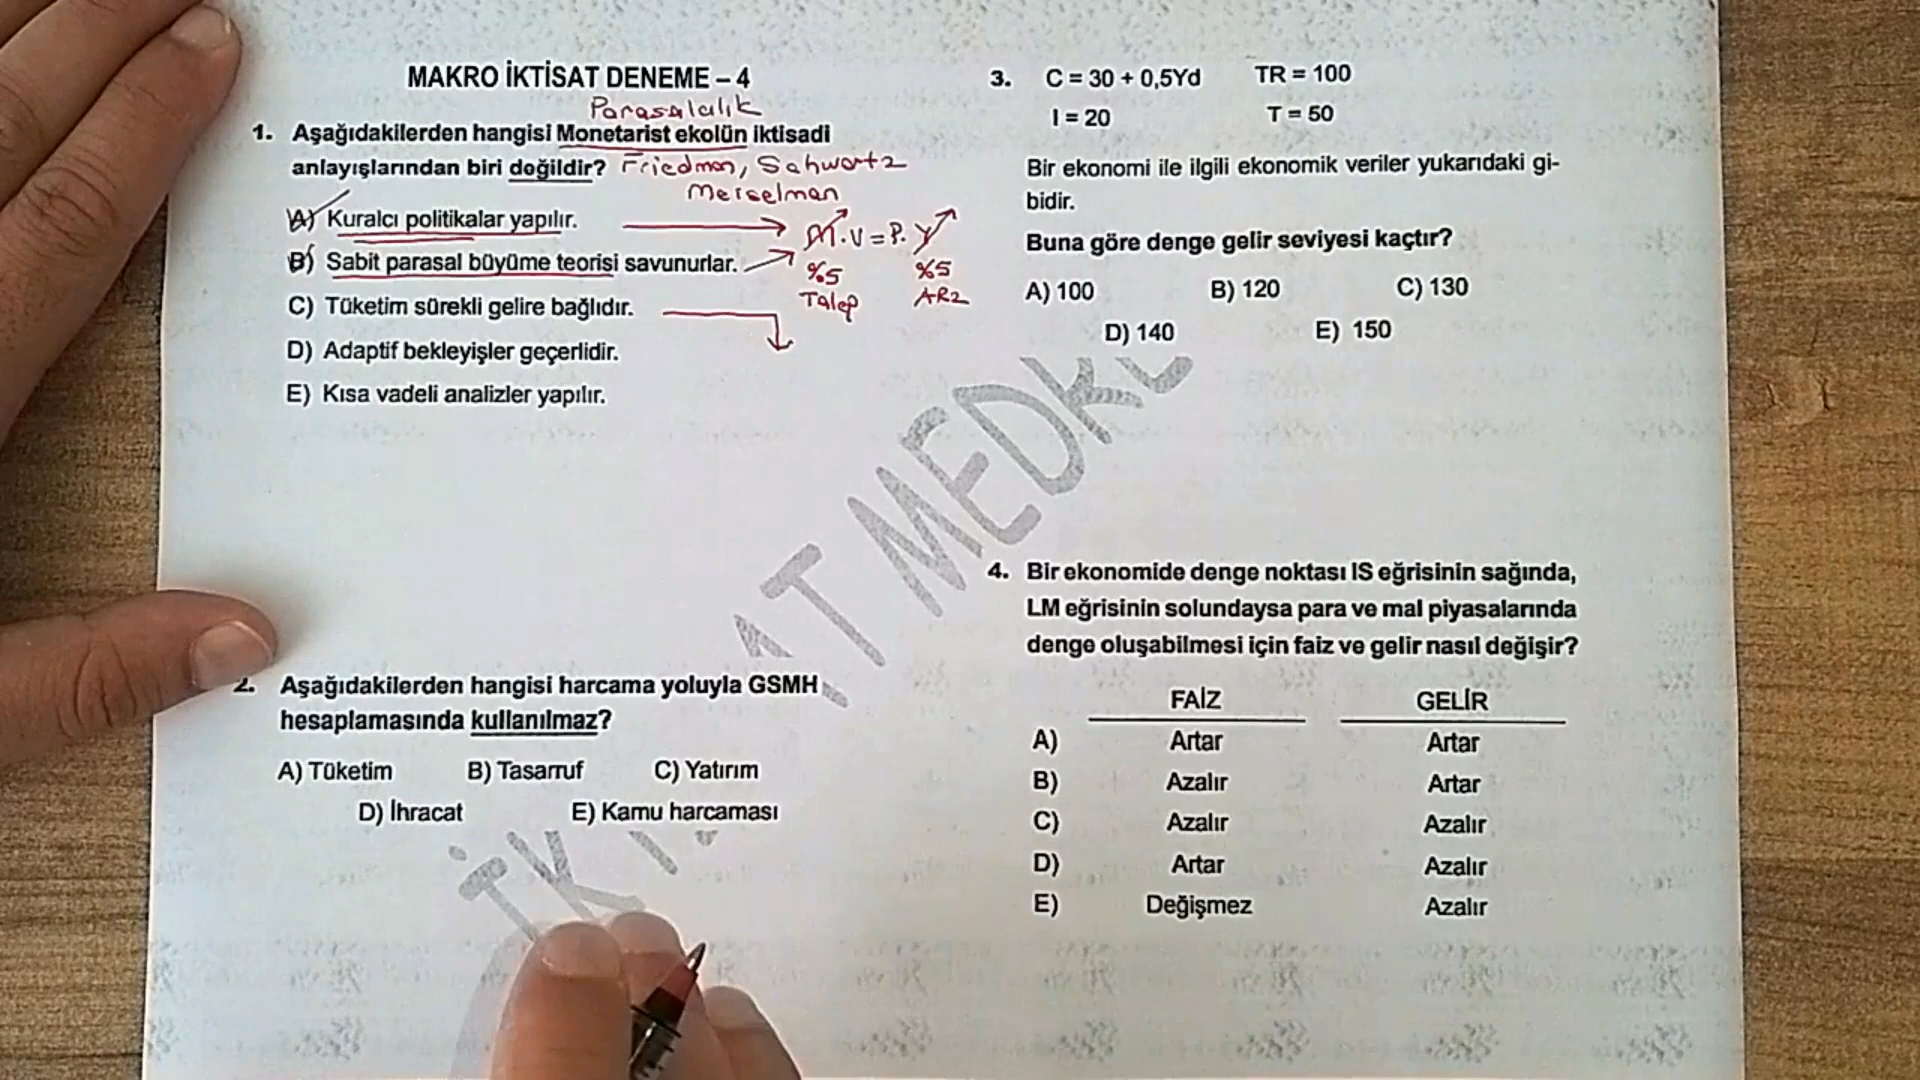 MAKRO İKTİSAT DENEME – 4
Parasalcılık
1. Aşağıdakilerden hangisi Monetarist ekolün iktisadi
anlayışlarından biri değildir? Friedman, Schwartz
Meiselman
A) Kuralcı politikalar yapılır.
M.V = P.Y
B) Sabit parasal büyüme teorisi savunurlar.
%5 %5
Talep ARZ
C) Tüketim sürekli gelire bağlıdır.
D) Adaptif bekleyişler geçerlidir.
E) Kısa vadeli analizler yapılır.
2. Aşağıdakilerden hangisi harcama yoluyla GSMH
hesaplamasında kullanılmaz?
A) Tüketim B) Tasarruf C) Yatırım
D) İhracat E) Kamu harcaması
3. C = 30 + 0,5Yd TR = 100
I = 20 T = 50
Bir ekonomi ile ilgili ekonomik veriler yukarıdaki gi-
bidir.
Buna göre denge gelir seviyesi kaçtır?
A) 100 B) 120 C) 130
D) 140 E) 150
4. Bir ekonomide denge noktası IS eğrisinin sağında,
LM eğrisinin solundaysa para ve mal piyasalarında
denge oluşabilmesi için faiz ve gelir nasıl değişir?
FAİZ GELİR
A) Artar Artar
B) Azalır Artar
C) Azalır Azalır
D) Artar Azalır
E) Değişmez Azalır